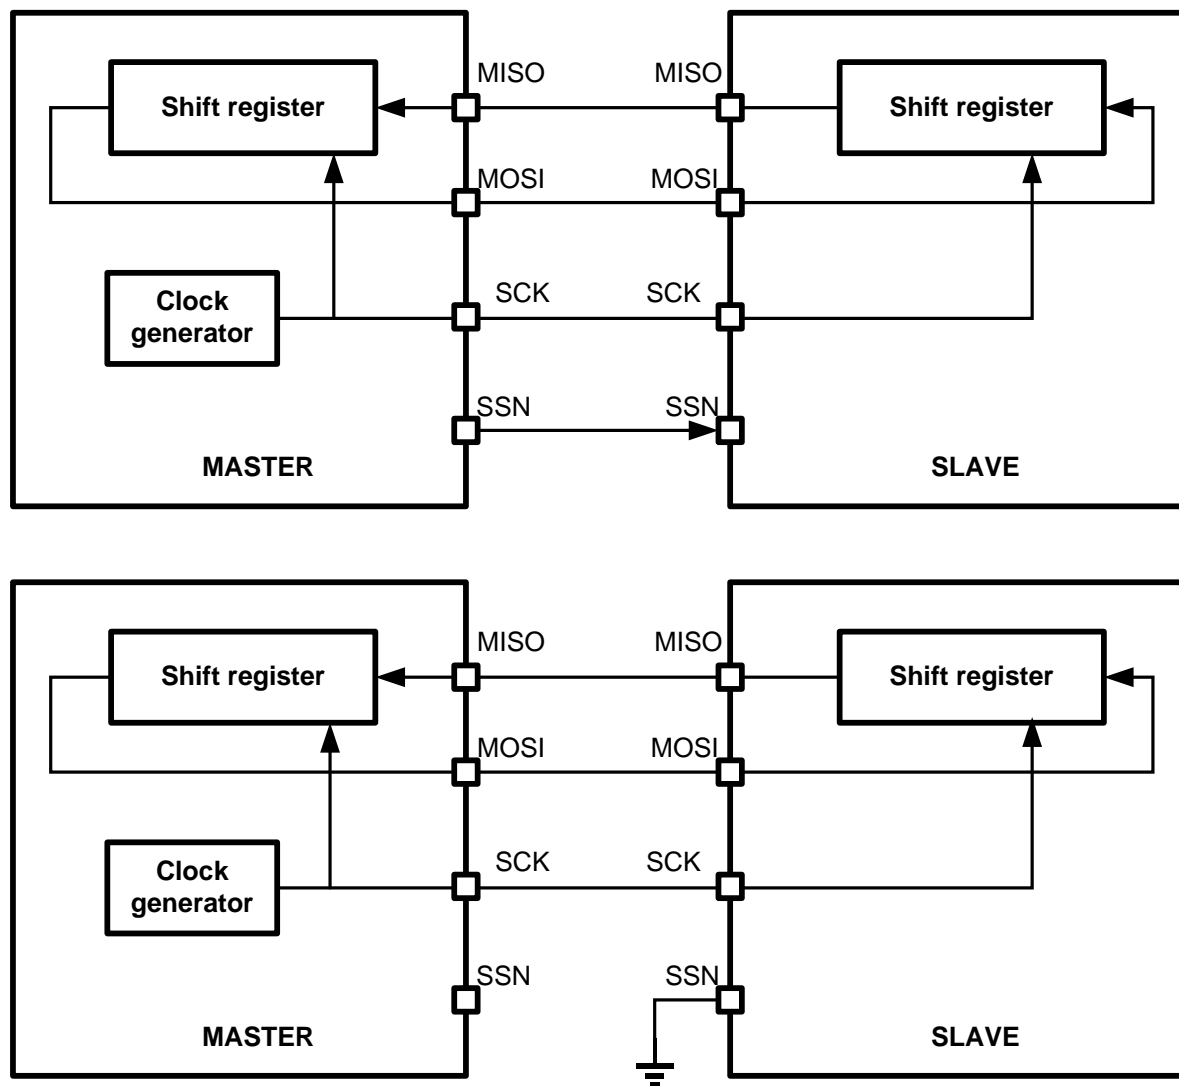 MISO MISO
Shift register Shift register
MOSI MOSI
Clock
generator
SCK SCK
SSN SSN
MASTER SLAVE
MISO MISO
Shift register Shift register
MOSI MOSI
Clock
generator
SCK SCK
SSN SSN
MASTER SLAVE